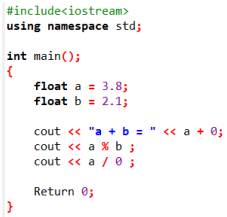 #include<iostream>
using namespace std;
int main();
{
float a = 3.8;
float b = 2.1;
cout << "a + b = " << a + 0;
cout << a % b ;
cout << a / 0 ;
Return 0;
}